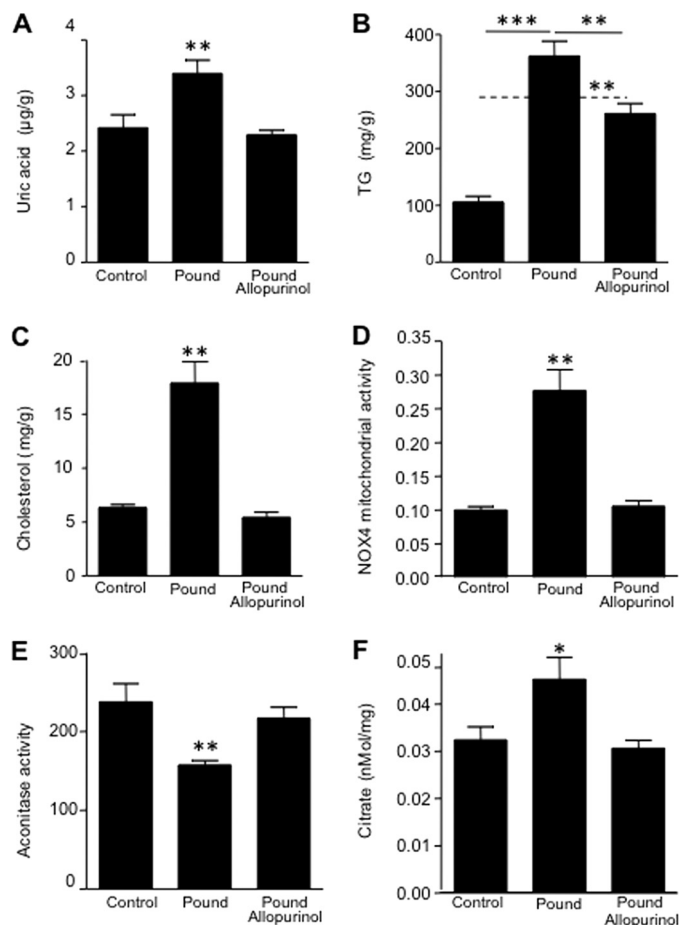 A
Uric acid (µg/g)
4
3
2
1
0
**
Control
Pound
Pound
Allopurinol
B
TG (mg/g)
400
300
200
100
0
***
**
**
Control
Pound
Pound
Allopurinol
C
Cholesterol (mg/g)
20
15
10
5
0
**
Control
Pound
Pound
Allopurinol
D
NOX4 mitochondrial activity
0.35
0.30
0.25
0.20
0.10
0.10
0.00
**
Control
Pound
Pound
Allopurinol
E
Aconitase activity
300
200
100
0
**
Control
Pound
Pound
Allopurinol
F
Citrate (nMol/mg)
0.05
0.04
0.03
0.02
0.01
0.00
*
Control
Pound
Pound
Allopurinol